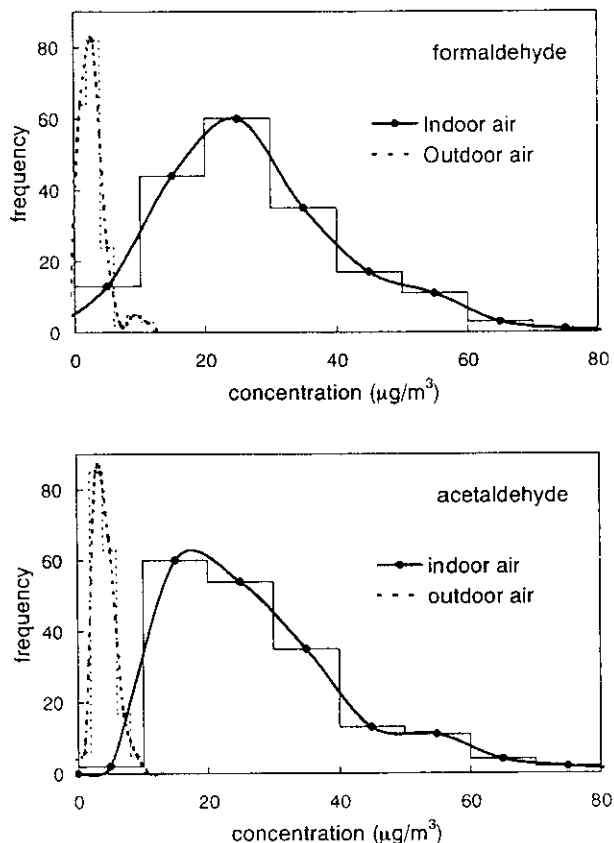 formaldehyde
Indoor air
Outdoor air
frequency
80
60
40
20
0
0 20 40 60 80
concentration (μg/m³)
acetaldehyde
indoor air
outdoor air
frequency
80
60
40
20
0
0 20 40 60 80
concentration (μg/m³)